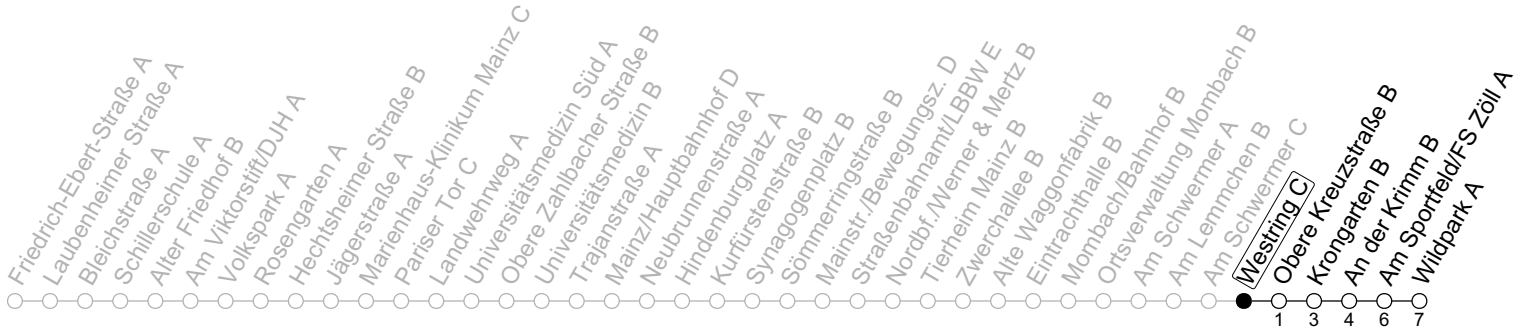 Friedrich-Ebert-Straße A
Laubenheimer Straße A
Bleichstraße A
Schillerschule A
Alter Friedhof B
Am Viktorstift/DJH A
Volkspark A
Rosengarten A
Hechtsheimer Straße B
Jägerstraße A
Marienhaus-Klinikum Mainz C
Pariser Tor C
Landwehrweg A
Universitätsmedizin Süd A
Obere Zahlbacher Straße B
Universitätsmedizin B
Trajanstraße A
Mainz/Hauptbahnhof D
Neubrunnenstraße A
Hindenburgplatz A
Kurfürstenstraße B
Synagogenplatz B
Sömmerringstraße B
Mainstr./Bewegungsz. D
Straßenbahnamt/LBBW E
Nordbf./Werner & Mertz B
Tierheim Mainz B
Zwerchallee B
Alte Waggonfabrik B
Eintrachthalle B
Mombach/Bahnhof B
Ortsverwaltung Mombach B
Am Schwermer A
Am Lemmchen B
Am Schwermer C
Westring C
Obere Kreuzstraße B
Krongarten B
An der Krimm B
Am Sportfeld/FS Zöll A
Wildpark A
1 3 4 6 7